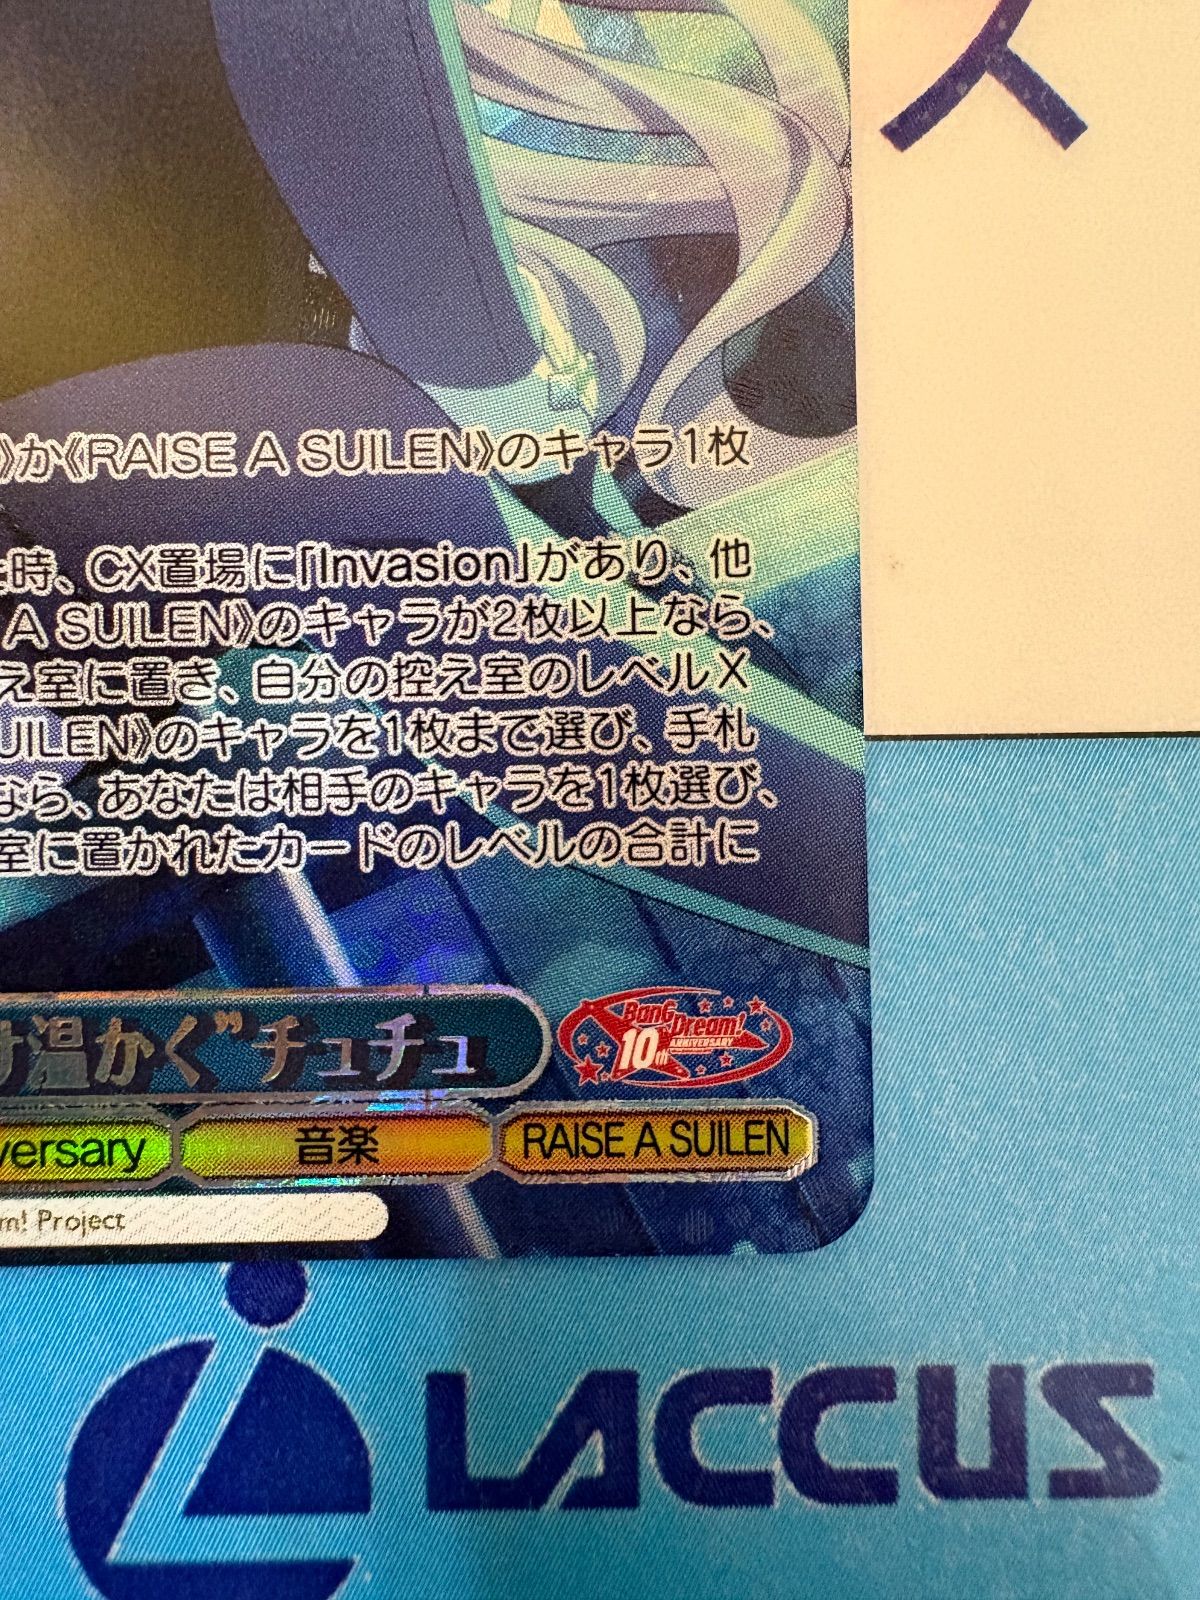 ス
》か《RAISE A SUILEN》のキャラ1枚
時、CX置場に「Invasion」があり、他
A SUILEN》のキャラが2枚以上なら、
え室に置き、自分の控え室のレベルX
UILEN》のキャラを1枚まで選び、手札
なら、あなたは相手のキャラを1枚選び、
室に置かれたカードのレベルの合計に
温かく”チュチュ
BanG Dream!
10th ANNIVERSARY
versary 音楽 RAISE A SUILEN
m! Project
LACCUS